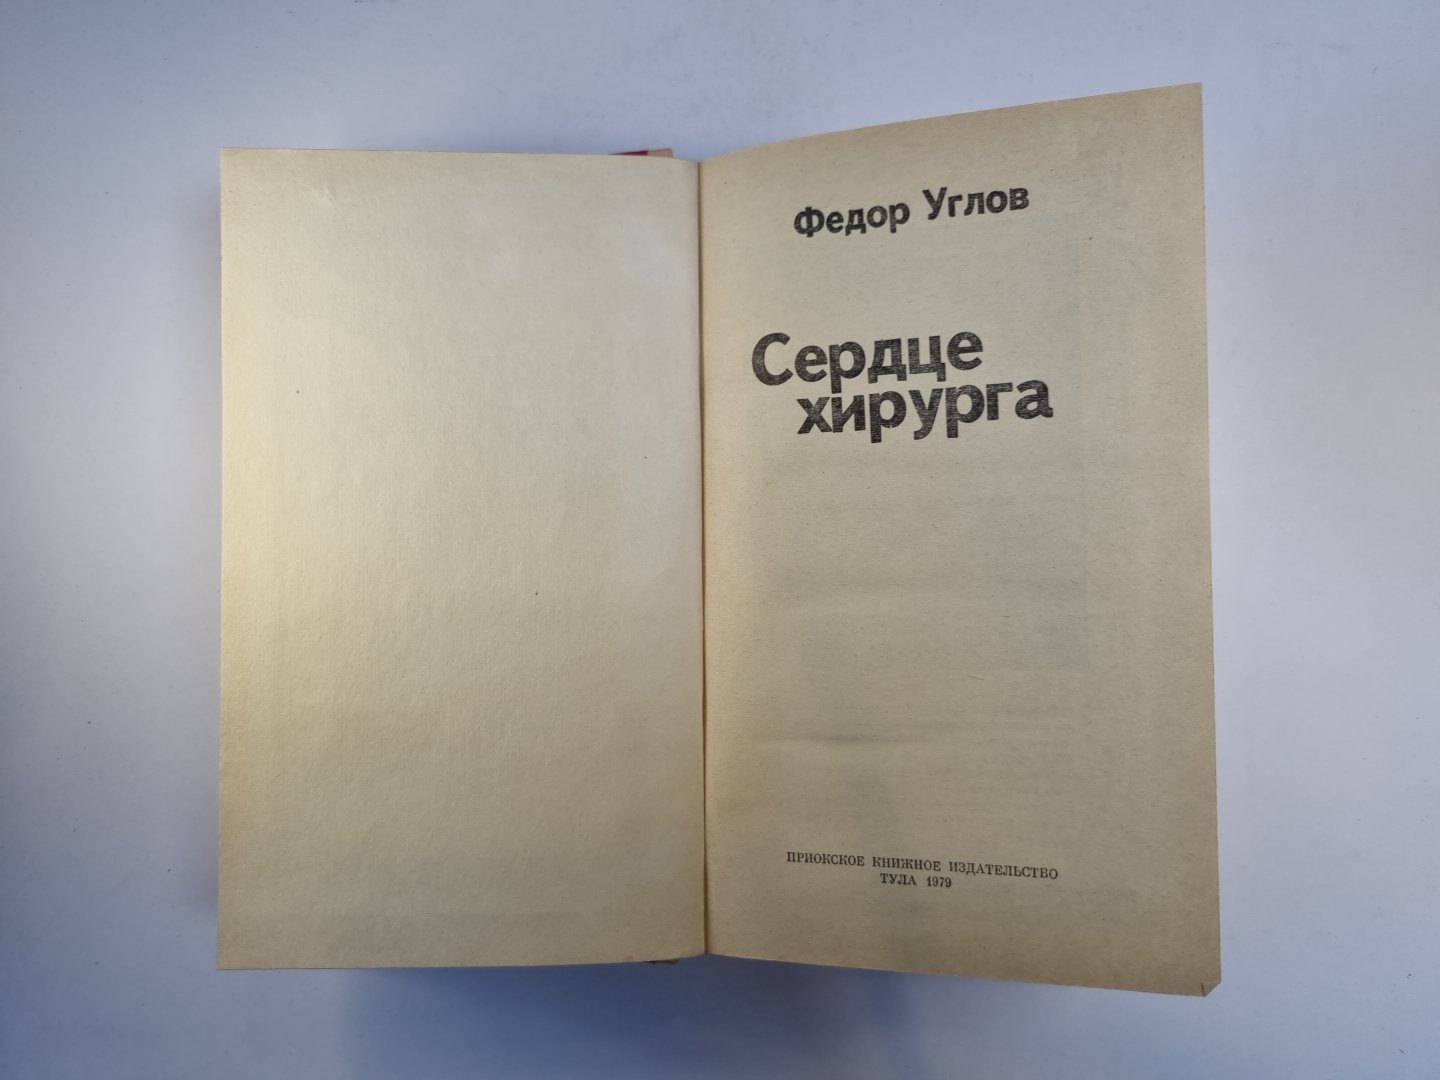 Федор Углов
Сердце
хирурга
ПРИОКСКОЕ КНИЖНОЕ ИЗДАТЕЛЬСТВО
ТУЛА 1979